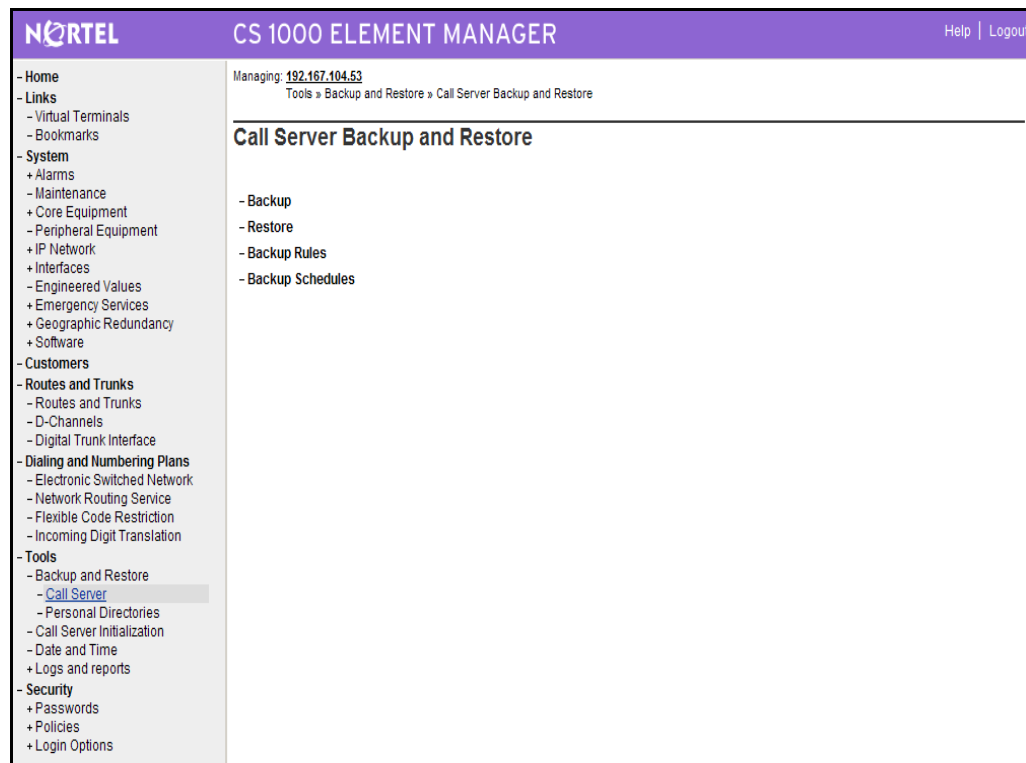 NORTEL
CS 1000 ELEMENT MANAGER
Help | Logout
- Home
- Links
- Virtual Terminals
- Bookmarks
- System
+ Alarms
- Maintenance
+ Core Equipment
- Peripheral Equipment
+ IP Network
+ Interfaces
- Engineered Values
+ Emergency Services
+ Geographic Redundancy
+ Software
- Customers
- Routes and Trunks
- Routes and Trunks
- D-Channels
- Digital Trunk Interface
- Dialing and Numbering Plans
- Electronic Switched Network
- Network Routing Service
- Flexible Code Restriction
- Incoming Digit Translation
- Tools
- Backup and Restore
- Call Server
- Personal Directories
- Call Server Initialization
- Date and Time
+ Logs and reports
- Security
+ Passwords
+ Policies
+ Login Options
Managing: 192.167.104.53
Tools » Backup and Restore » Call Server Backup and Restore
Call Server Backup and Restore
- Backup
- Restore
- Backup Rules
- Backup Schedules